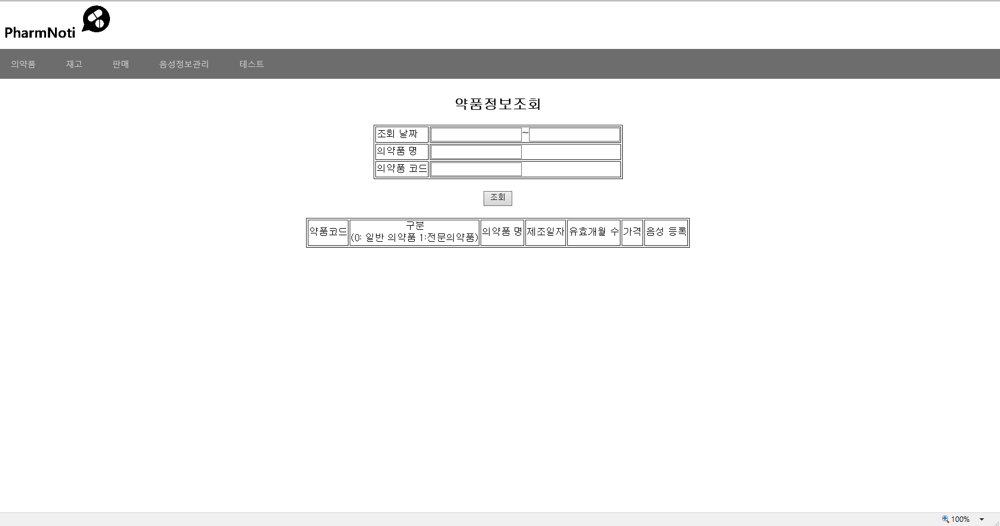 PharmNoti
의약품 재고 판매 음성정보관리 테스트
약품정보조회
조회 날짜 ~
의약품 명
의약품 코드
조회
약품코드 구분 (0: 일반 의약품 1:전문의약품) 의약품 명 제조일자 유효개월 수 가격 음성 등록
100%